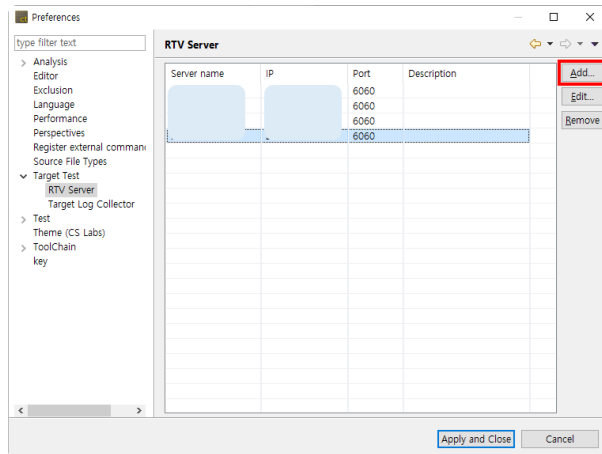 Preferences
type filter text
RTV Server
Analysis
Editor
Exclusion
Language
Performance
Perspectives
Register external comman
Source File Types
Target Test
RTV Server
Target Log Collector
Test
Theme (CS Labs)
ToolChain
key
Server name IP Port Description
6060
6060
6060
6060
Add...
Edit...
Remove
Apply and Close Cancel